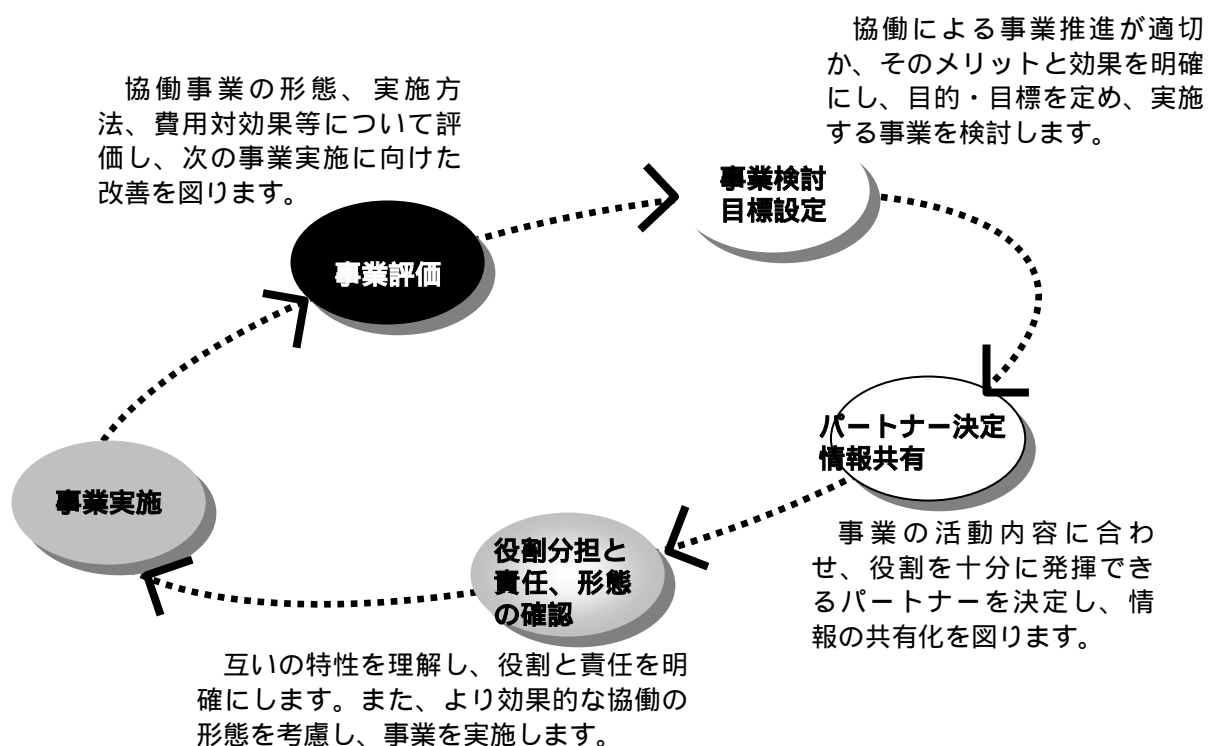 協働による事業推進が適切
か、そのメリットと効果を明確
にし、目的・目標を定め、実施
する事業を検討します。
協働事業の形態、実施方
法、費用対効果等について評
価し、次の事業実施に向けた
改善を図ります。
事業検討
目標設定
事業評価
パートナー決定
情報共有
事業実施
役割分担と
責任、形態
の確認
事業の活動内容に合わ
せ、役割を十分に発揮でき
るパートナーを決定し、情
報の共有化を図ります。
互いの特性を理解し、役割と責任を明
確にします。また、より効果的な協働の
形態を考慮し、事業を実施します。